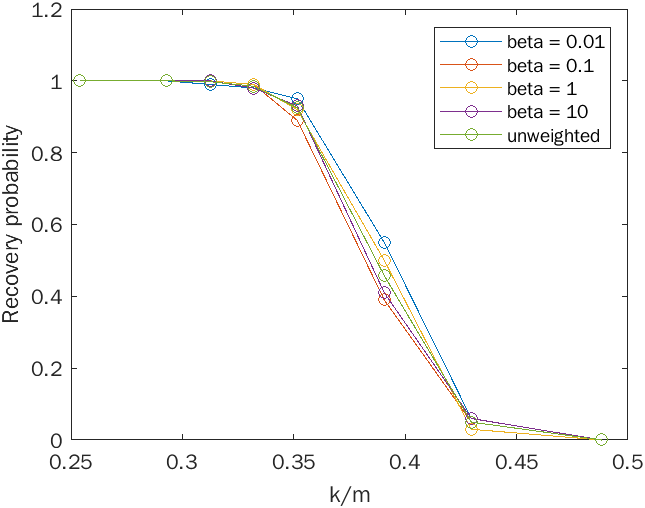 1.2
1
0.8
0.6
0.4
0.2
0
Recovery probability
beta = 0.01
beta = 0.1
beta = 1
beta = 10
unweighted
0.25
0.3
0.35
0.4
0.45
0.5
k/m